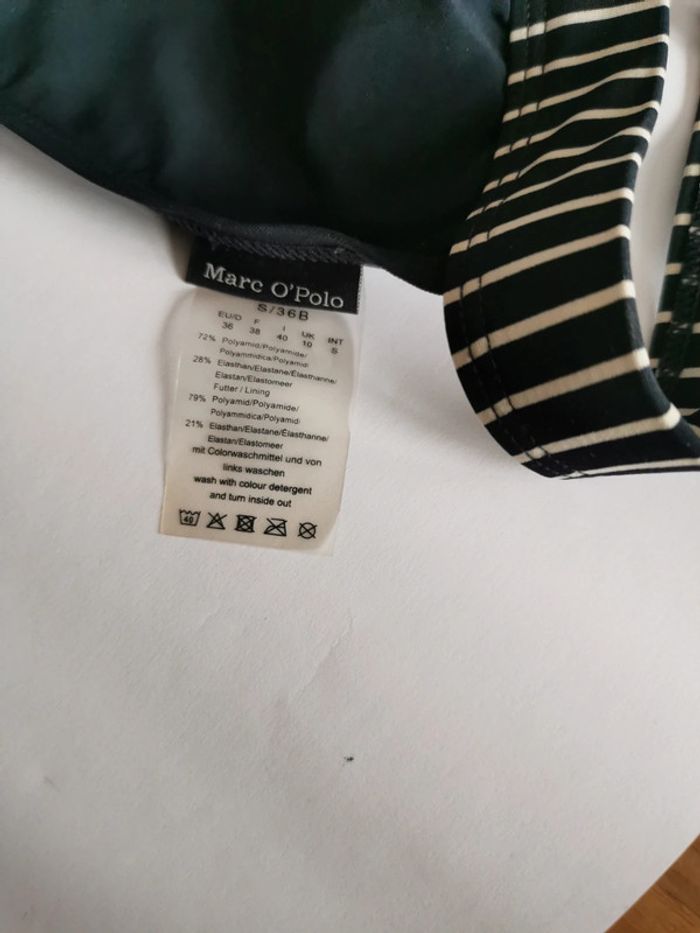 Marc O'Polo
S/36B
EU/D F I UK INT
36 38 40 10 S
72% Polyamid/Polyamide/
Polyammidica/Polyamid
28% Elasthan/Elastane/Élasthanne/
Elastan/Elastomeer
Futter / Lining
79% Polyamid/Polyamide/
Polyammidica/Polyamid
21% Elasthan/Elastane/Élasthanne/
Elastan/Elastomeer
mit Colorwaschmittel und von
links waschen
wash with colour detergent
and turn inside out
40